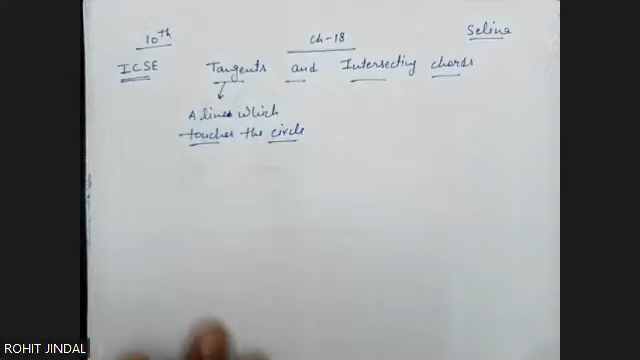 10th
Ch-18
Selina
ICSE
Tangents and Intersecting chords
A line which
touches the circle
ROHIT JINDAL